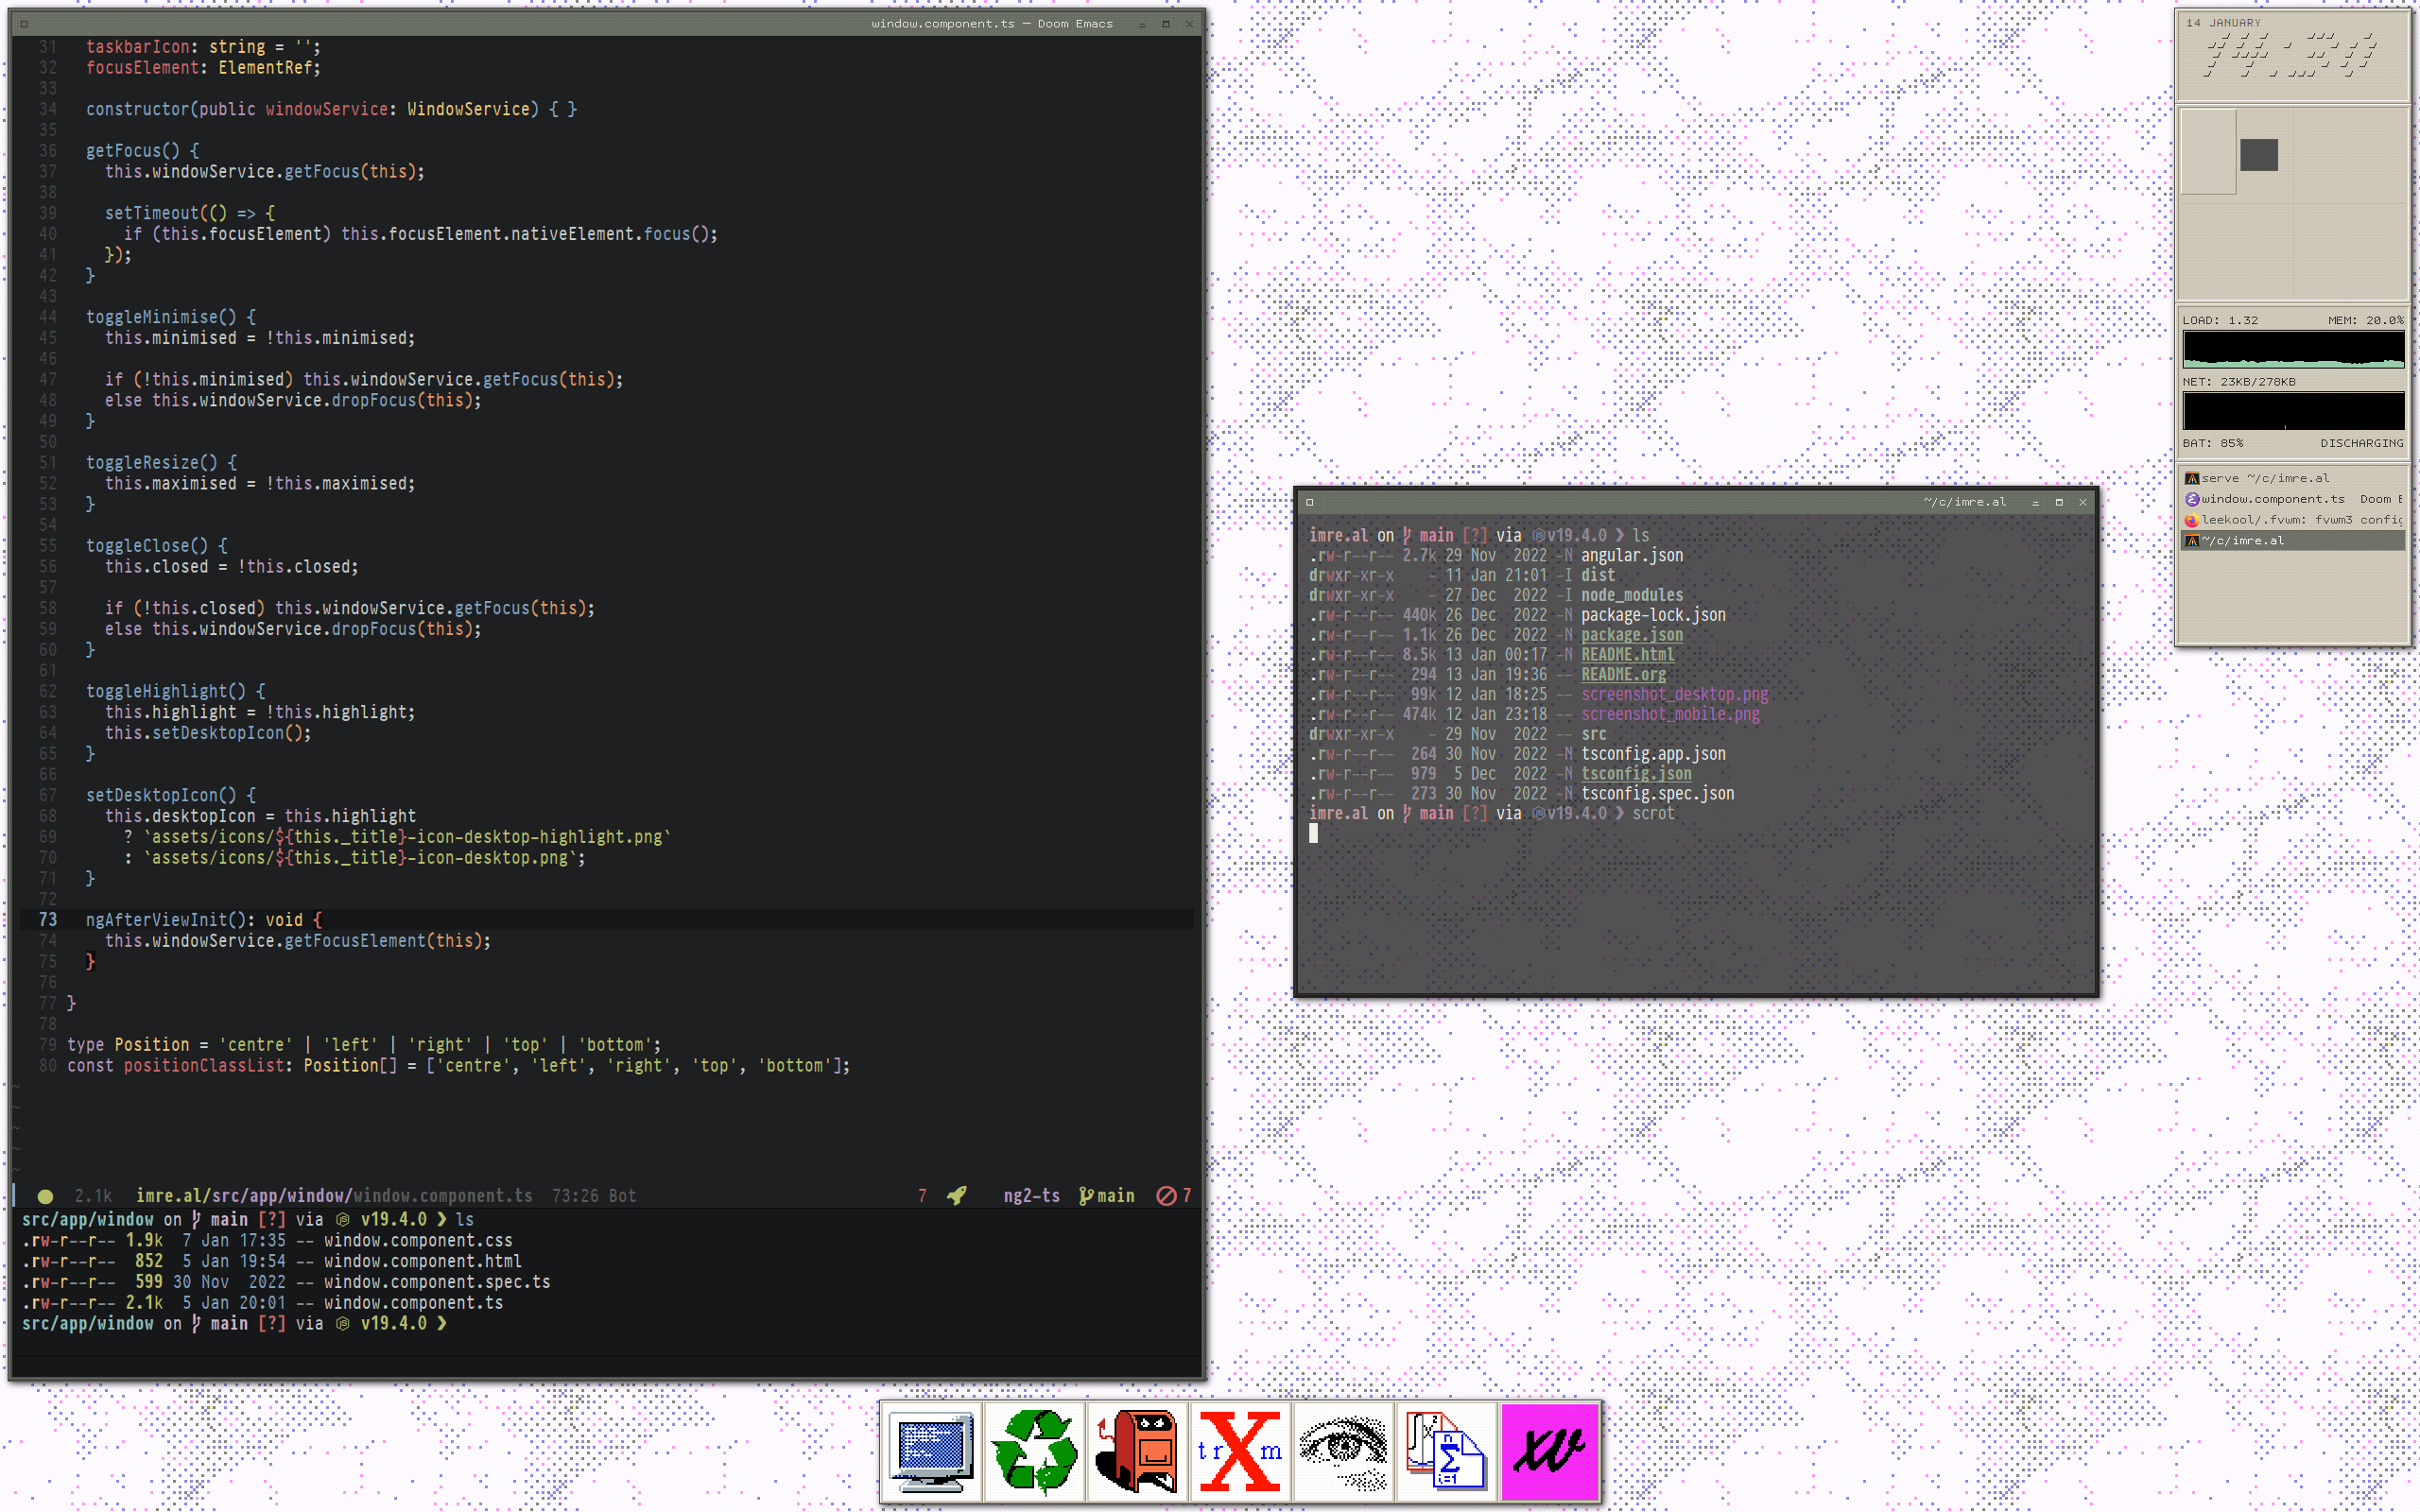 window.component.ts — Doom Emacs
31 taskbarIcon: string = '';
32 focusElement: ElementRef;
33
34 constructor(public windowService: WindowService) { }
35
36 getFocus() {
37 this.windowService.getFocus(this);
38
39 setTimeout(() => {
40 if (this.focusElement) this.focusElement.nativeElement.focus();
41 });
42 }
43
44 toggleMinimise() {
45 this.minimised = !this.minimised;
46
47 if (!this.minimised) this.windowService.getFocus(this);
48 else this.windowService.dropFocus(this);
49 }
50
51 toggleResize() {
52 this.maximised = !this.maximised;
53 }
54
55 toggleClose() {
56 this.closed = !this.closed;
57
58 if (!this.closed) this.windowService.getFocus(this);
59 else this.windowService.dropFocus(this);
60 }
61
62 toggleHighlight() {
63 this.highlight = !this.highlight;
64 this.setDesktopIcon();
65 }
66
67 setDesktopIcon() {
68 this.desktopIcon = this.highlight
69 ? `assets/icons/${this._title}-icon-desktop-highlight.png`
70 : `assets/icons/${this._title}-icon-desktop.png`;
71 }
72
73 ngAfterViewInit(): void {
74 this.windowService.getFocusElement(this);
75 }
76
77 }
78
79 type Position = 'centre' | 'left' | 'right' | 'top' | 'bottom';
80 const positionClassList: Position[] = ['centre', 'left', 'right', 'top', 'bottom'];
~
~
~
~
~
2.1k imre.al/src/app/window/window.component.ts 73:26 Bot 7 ng2-ts main 7
src/app/window on main [?] via v19.4.0 ❯ ls
.rw-r--r-- 1.9k 7 Jan 17:35 -- window.component.css
.rw-r--r-- 852 5 Jan 19:54 -- window.component.html
.rw-r--r-- 599 30 Nov 2022 -- window.component.spec.ts
.rw-r--r-- 2.1k 5 Jan 20:01 -- window.component.ts
src/app/window on main [?] via v19.4.0 ❯
~/c/imre.al
imre.al on main [?] via v19.4.0 ❯ ls
.rw-r--r-- 2.7k 29 Nov 2022 -N angular.json
drwxr-xr-x - 11 Jan 21:01 -I dist
drwxr-xr-x - 27 Dec 2022 -I node_modules
.rw-r--r-- 440k 26 Dec 2022 -N package-lock.json
.rw-r--r-- 1.1k 26 Dec 2022 -N package.json
.rw-r--r-- 8.5k 13 Jan 00:17 -N README.html
.rw-r--r-- 294 13 Jan 19:36 -- README.org
.rw-r--r-- 99k 12 Jan 18:25 -- screenshot_desktop.png
.rw-r--r-- 474k 12 Jan 23:18 -- screenshot_mobile.png
drwxr-xr-x - 29 Nov 2022 -- src
.rw-r--r-- 264 30 Nov 2022 -N tsconfig.app.json
.rw-r--r-- 979 5 Dec 2022 -N tsconfig.json
.rw-r--r-- 273 30 Nov 2022 -N tsconfig.spec.json
imre.al on main [?] via v19.4.0 ❯ scrot
14 JANUARY
LOAD: 1.32 MEM: 20.0%
NET: 23KB/278KB
BAT: 85% DISCHARGING
serve ~/c/imre.al
window.component.ts Doom E
leekool/.fvwm: fvwm3 config
~/c/imre.al
trXm
xv